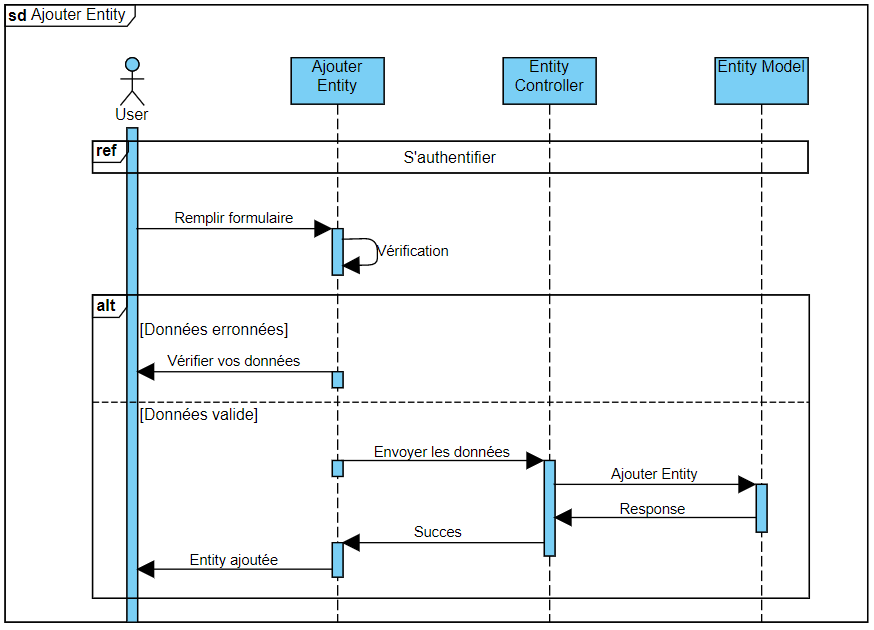 sd Ajouter Entity
User
Ajouter
Entity
Entity
Controller
Entity Model
ref
S'authentifier
Remplir formulaire
Vérification
alt
[Données erronnées]
Vérifier vos données
[Données valide]
Envoyer les données
Ajouter Entity
Response
Succes
Entity ajoutée